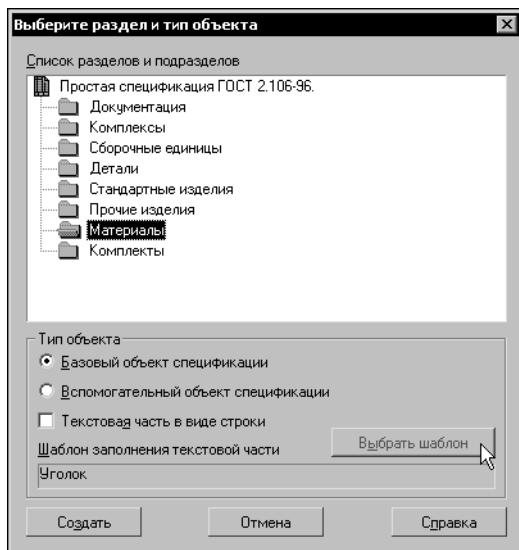 Выберите раздел и тип объекта
Список разделов и подразделов
Простая спецификация ГОСТ 2.106-96.
Документация
Комплексы
Сборочные единицы
Детали
Стандартные изделия
Прочие изделия
Материалы
Комплекты
Тип объекта
Базовый объект спецификации
Вспомогательный объект спецификации
Текстовая часть в виде строки
Шаблон заполнения текстовой части
Выбрать шаблон
Уголок
Создать Отмена Справка